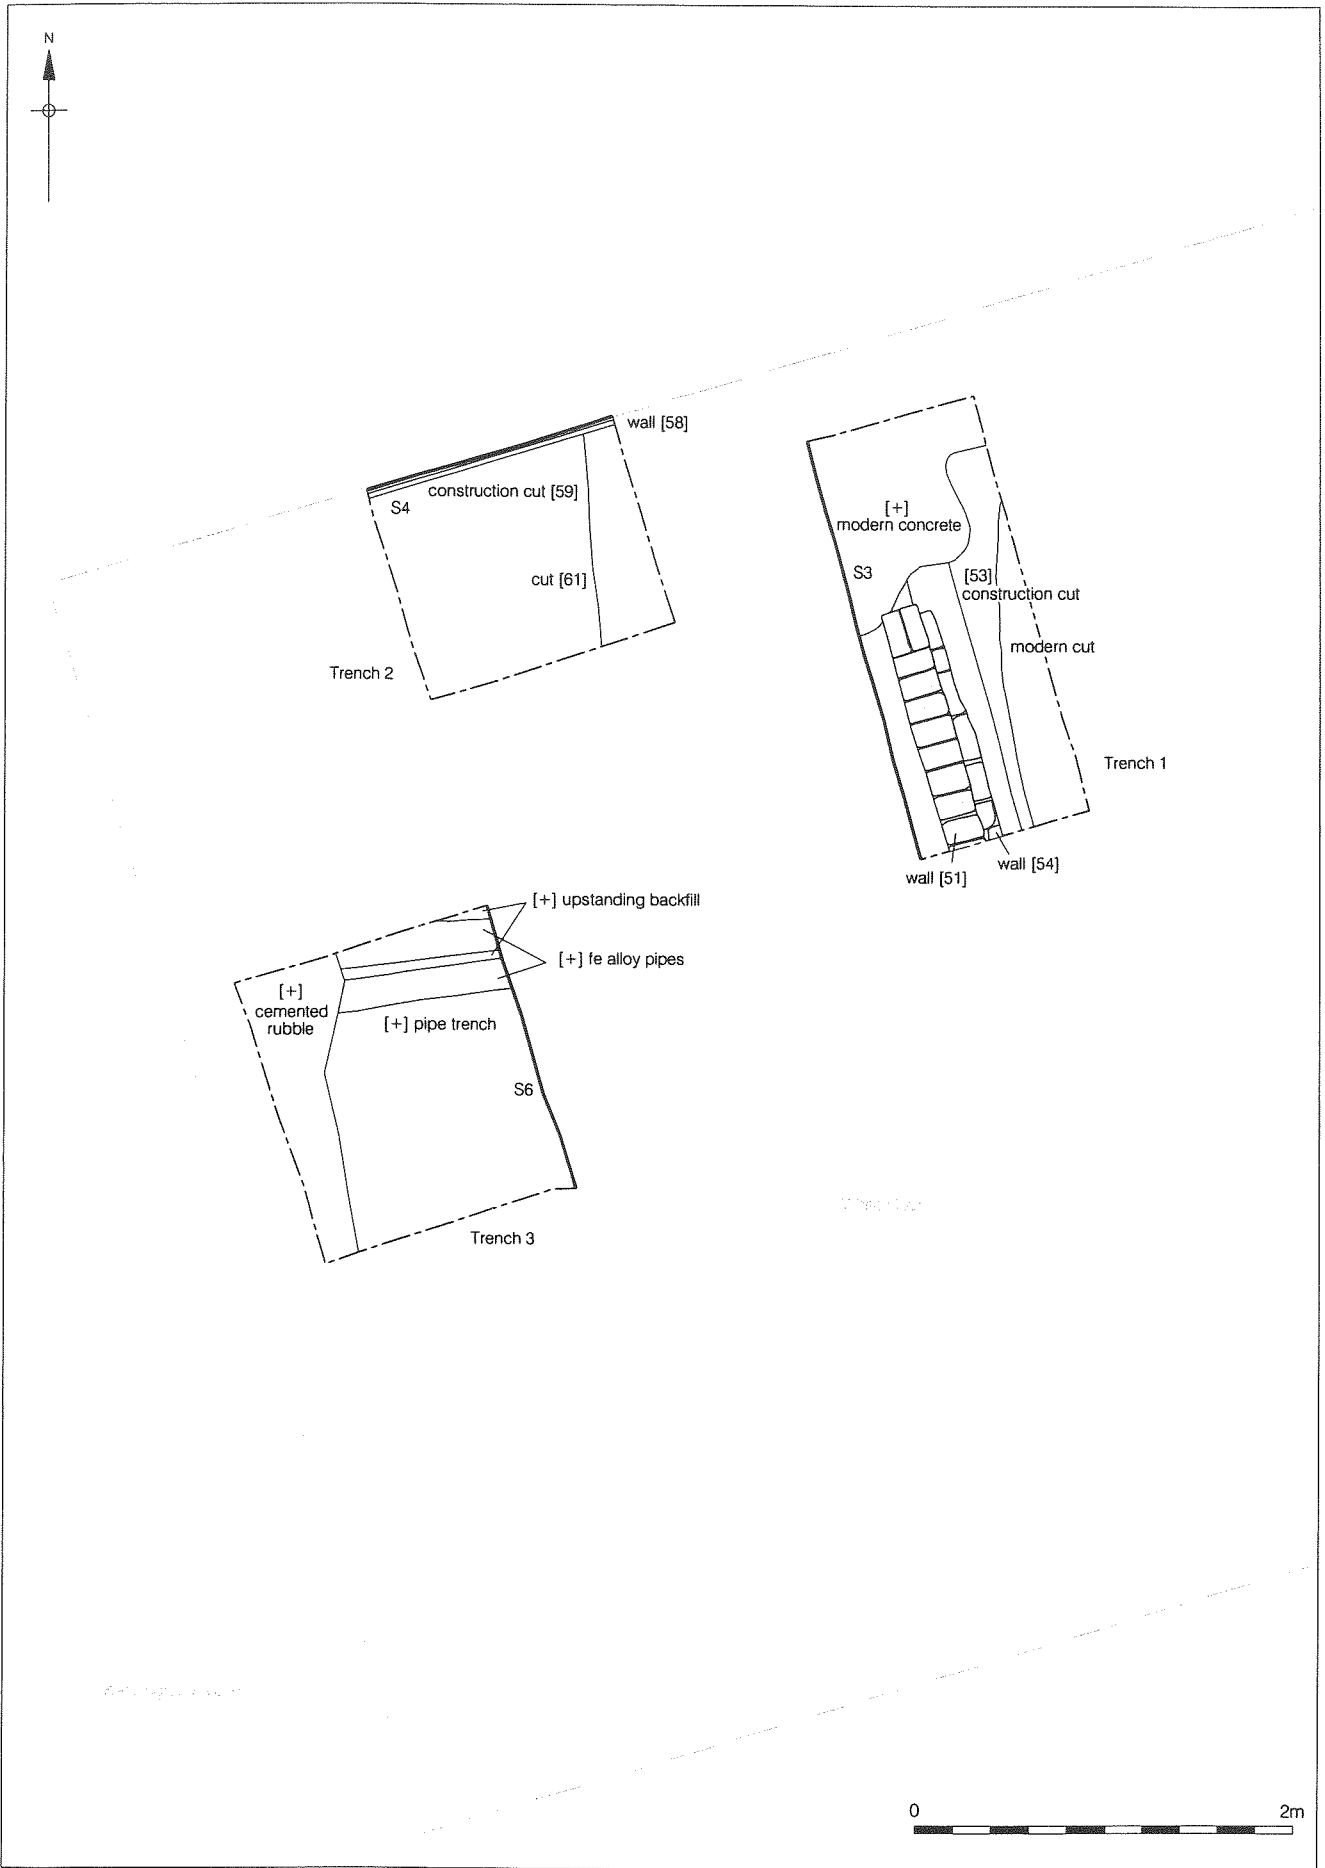 N
wall [58]
construction cut [59]
S4
cut [61]
Trench 2
[+]
modern concrete
S3
[53]
construction cut
modern cut
Trench 1
wall [54]
wall [51]
[+] upstanding backfill
[+] fe alloy pipes
[+]
cemented
rubble
[+] pipe trench
S6
Trench 3
0
2m